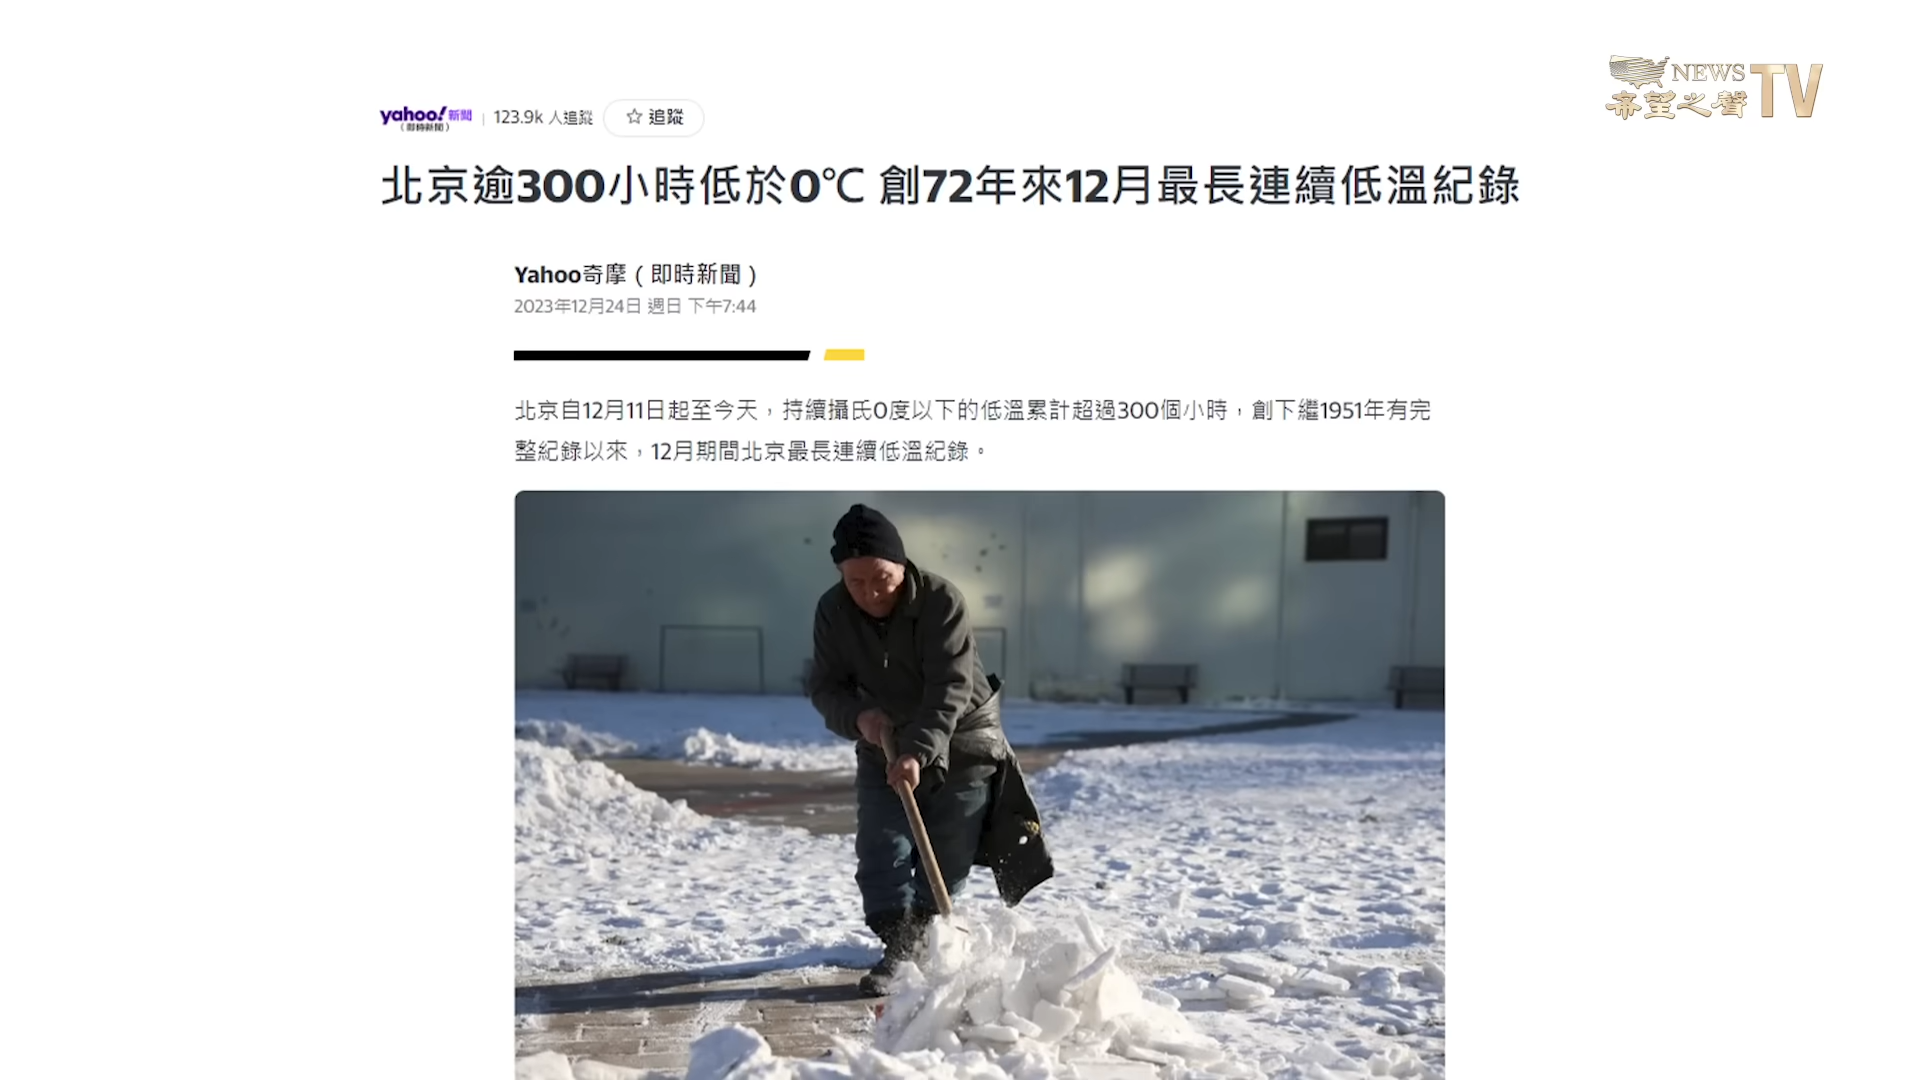 NEWS
希望之聲TV
yahoo!新聞 | 123.9k 人追蹤 ☆ 追蹤
(即時新聞)
北京逾300小時低於0℃ 創72年來12月最長連續低溫紀錄
Yahoo奇摩（即時新聞）
2023年12月24日 週日 下午7:44
北京自12月11日起至今天，持續攝氏0度以下的低溫累計超過300個小時，創下繼1951年有完
整紀錄以來，12月期間北京最長連續低溫紀錄。